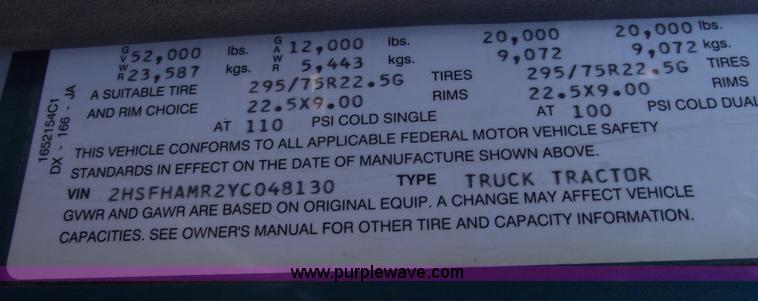 GVWR 52,000 lbs. GAWR 12,000 lbs. 20,000 20,000 lbs.
23,587 kgs. 5,443 kgs. 9,072 9,072 kgs.
A SUITABLE TIRE 295/75R22.5G TIRES 295/75R22.5G TIRES
AND RIM CHOICE 22.5X9.00 RIMS 22.5X9.00 RIMS
AT 110 PSI COLD SINGLE AT 100 PSI COLD DUAL
THIS VEHICLE CONFORMS TO ALL APPLICABLE FEDERAL MOTOR VEHICLE SAFETY
STANDARDS IN EFFECT ON THE DATE OF MANUFACTURE SHOWN ABOVE.
VIN 2HSFHAMR2YC048130 TYPE TRUCK TRACTOR
GVWR AND GAWR ARE BASED ON ORIGINAL EQUIP. A CHANGE MAY AFFECT VEHICLE
CAPACITIES. SEE OWNER'S MANUAL FOR OTHER TIRE AND CAPACITY INFORMATION.
1652154C1
DX - 166 - JA
www.purplewave.com